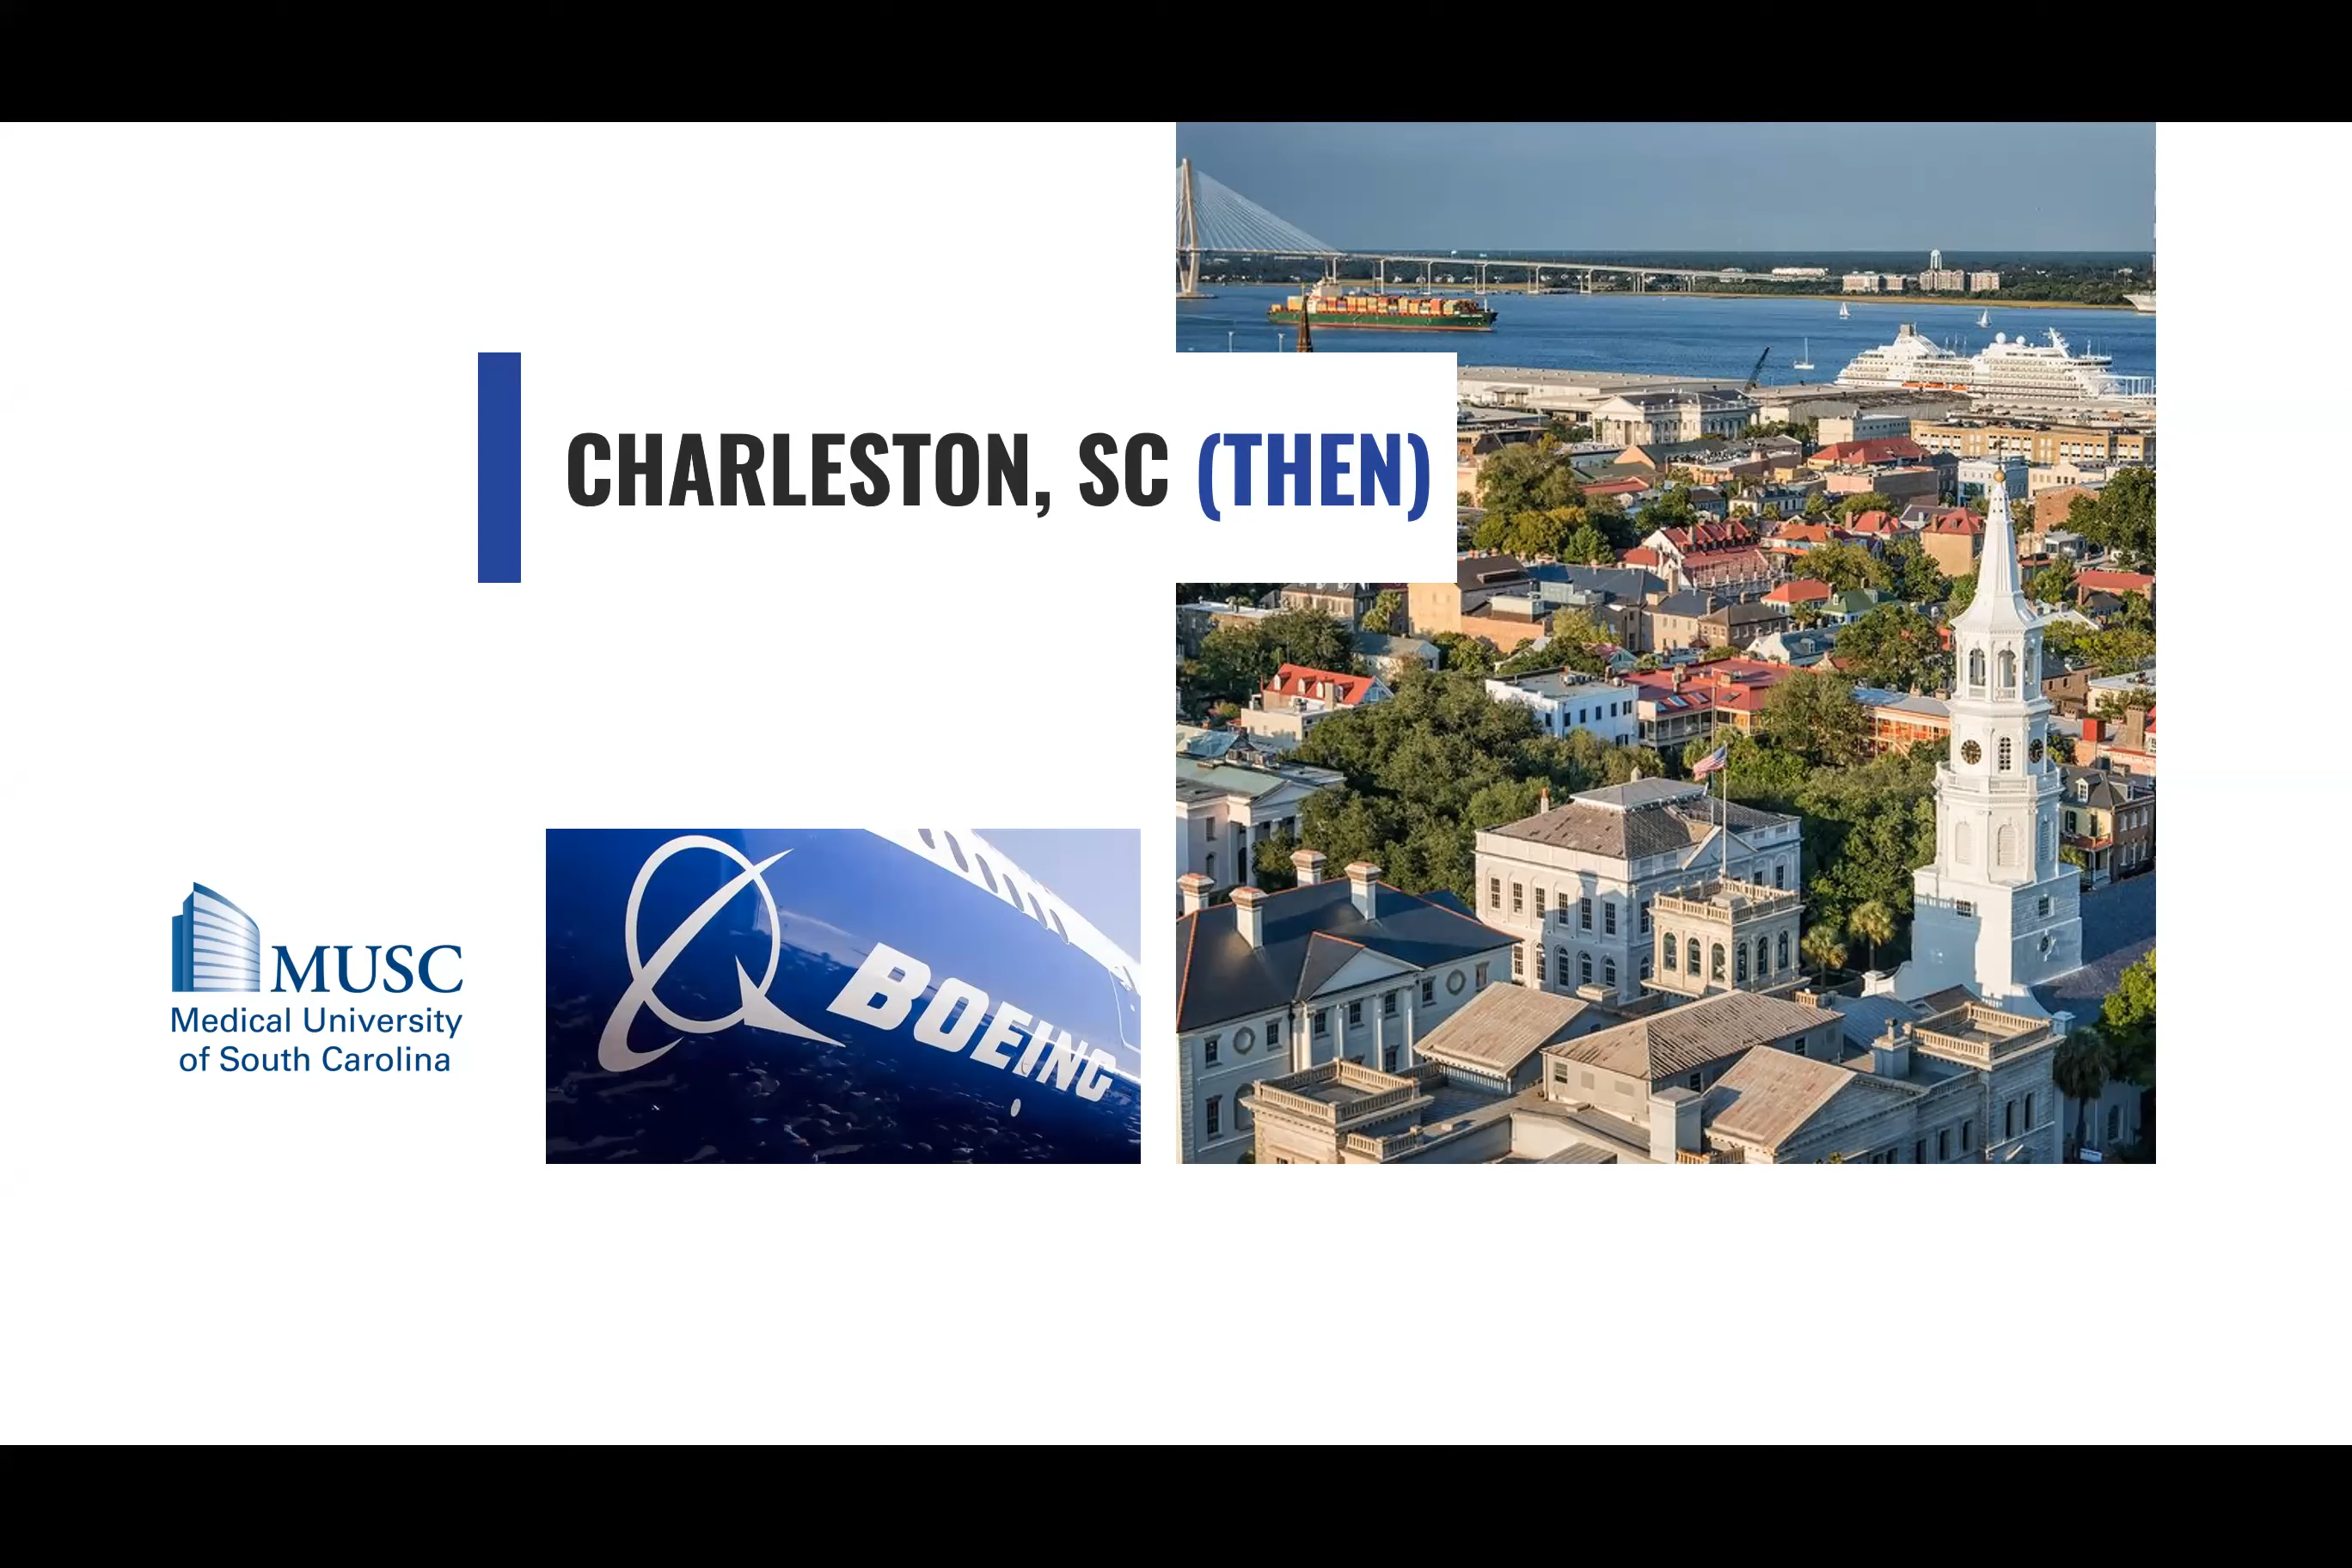 CHARLESTON, SC (THEN)
MUSC
Medical University
of South Carolina
BOEING